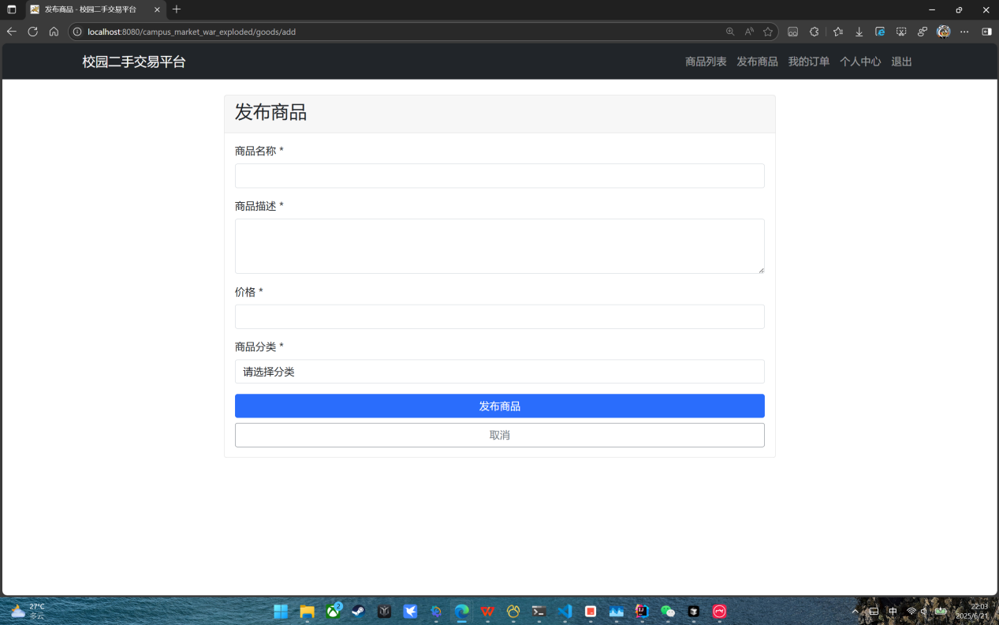 发布商品 - 校园二手交易平台
localhost:8080/campus_market_war_exploded/goods/add
校园二手交易平台
商品列表 发布商品 我的订单 个人中心 退出
发布商品
商品名称 *
商品描述 *
价格 *
商品分类 *
请选择分类
发布商品
取消
27°C
多云
2
中
22:03
2025/6/21